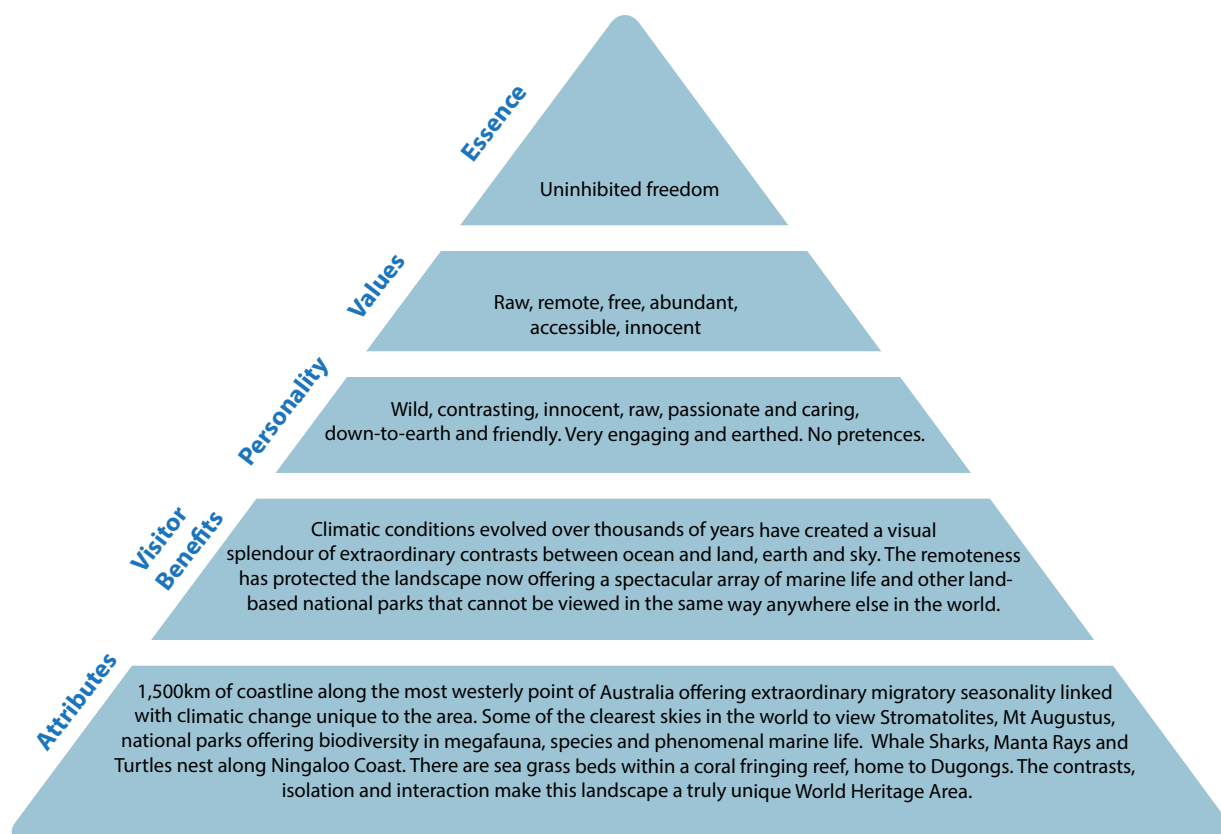 Essence
Uninhibited freedom
Values
Raw, remote, free, abundant,
accessible, innocent
Personality
Wild, contrasting, innocent, raw, passionate and caring,
down-to-earth and friendly. Very engaging and earthed. No pretences.
Visitor
Benefits
Climatic conditions evolved over thousands of years have created a visual
splendour of extraordinary contrasts between ocean and land, earth and sky. The remoteness
has protected the landscape now offering a spectacular array of marine life and other land-
based national parks that cannot be viewed in the same way anywhere else in the world.
Attributes
1,500km of coastline along the most westerly point of Australia offering extraordinary migratory seasonality linked
with climatic change unique to the area. Some of the clearest skies in the world to view Stromatolites, Mt Augustus,
national parks offering biodiversity in megafauna, species and phenomenal marine life. Whale Sharks, Manta Rays and
Turtles nest along Ningaloo Coast. There are sea grass beds within a coral fringing reef, home to Dugongs. The contrasts,
isolation and interaction make this landscape a truly unique World Heritage Area.